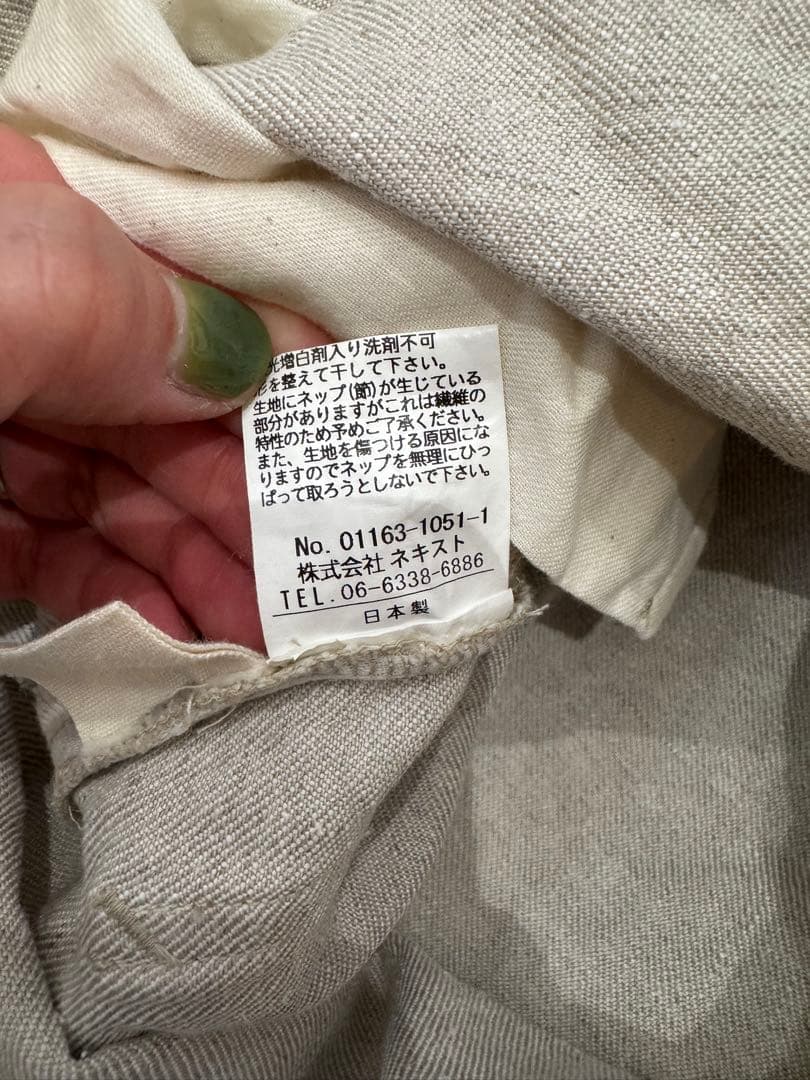 光増白剤入り洗剤不可
形を整えて干して下さい。
生地にネップ(節)が生じている
部分がありますがこれは繊維の
特性のため予めご了承ください。
また、生地を傷つける原因にな
りますのでネップを無理にひっ
ぱって取ろうとしないで下さい。
No. 01163-1051-1
株式会社 ネキスト
TEL. 06-6338-6886
日本製